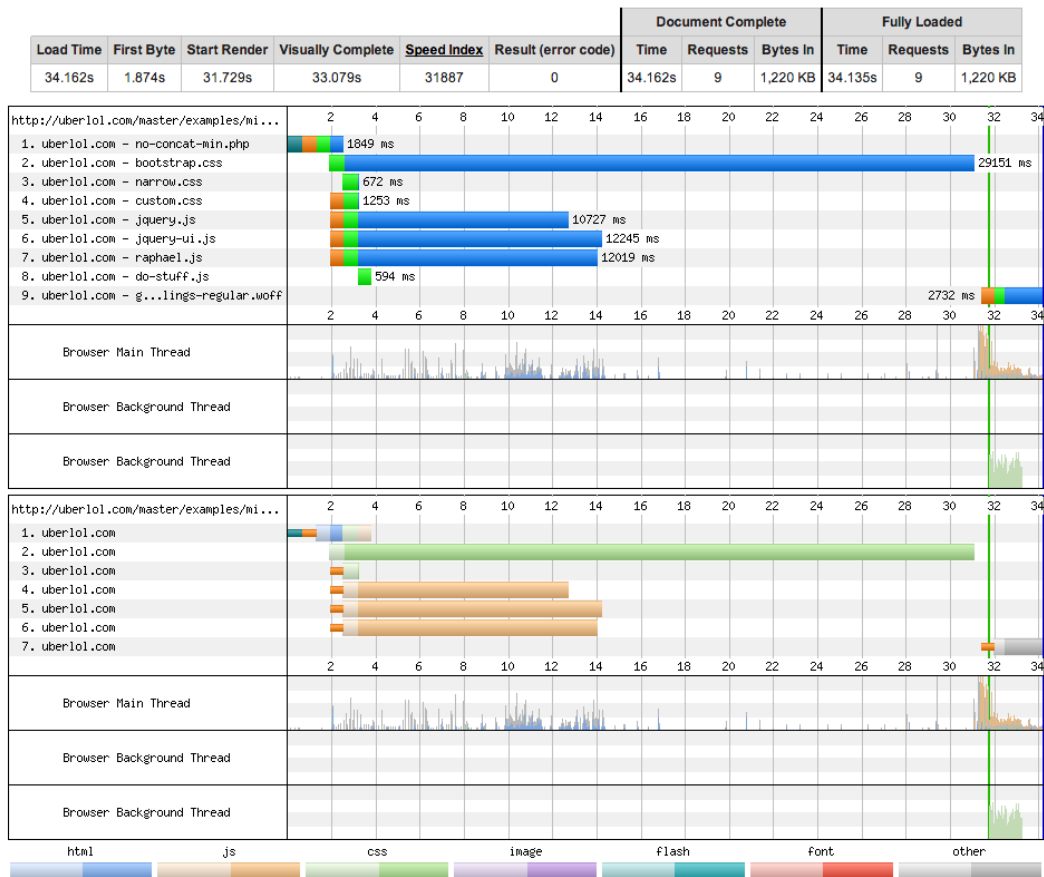 Document Complete Fully Loaded
Load Time First Byte Start Render Visually Complete Speed Index Result (error code) Time Requests Bytes In Time Requests Bytes In
34.162s 1.874s 31.729s 33.079s 31887 0 34.162s 9 1,220 KB 34.135s 9 1,220 KB
http://uberlol.com/master/examples/mi... 2 4 6 8 10 12 14 16 18 20 22 24 26 28 30 32 34
1. uberlol.com - no-concat-min.php 1849 ms
2. uberlol.com - bootstrap.css 29151 ms
3. uberlol.com - narrow.css 672 ms
4. uberlol.com - custom.css 1253 ms
5. uberlol.com - jquery.js 10727 ms
6. uberlol.com - jquery-ui.js 12245 ms
7. uberlol.com - raphael.js 12019 ms
8. uberlol.com - do-stuff.js 594 ms
9. uberlol.com - g...lings-regular.woff 2732 ms
2 4 6 8 10 12 14 16 18 20 22 24 26 28 30 32 34
Browser Main Thread
Browser Background Thread
Browser Background Thread
http://uberlol.com/master/examples/mi... 2 4 6 8 10 12 14 16 18 20 22 24 26 28 30 32 34
1. uberlol.com
2. uberlol.com
3. uberlol.com
4. uberlol.com
5. uberlol.com
6. uberlol.com
7. uberlol.com
2 4 6 8 10 12 14 16 18 20 22 24 26 28 30 32 34
Browser Main Thread
Browser Background Thread
Browser Background Thread
html js css image flash font other